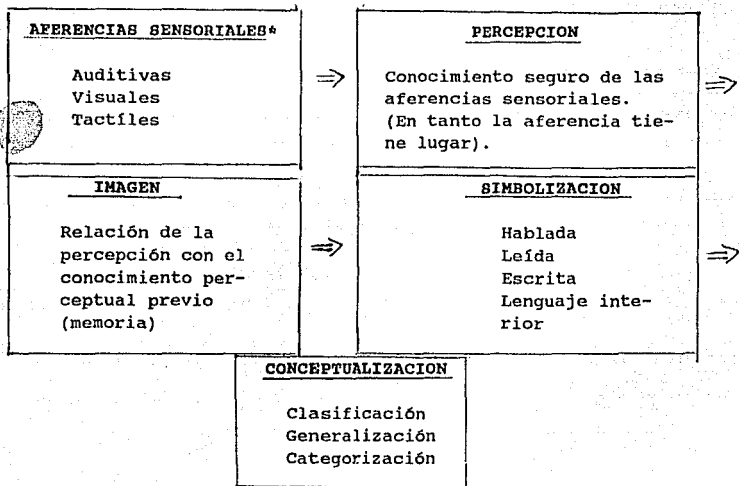 AFERENCIAS SENSORIALES*
Auditivas
Visuales
Tactíles
PERCEPCION
Conocimiento seguro de las
aferencias sensoriales.
(En tanto la aferencia tie-
ne lugar).
IMAGEN
Relación de la
percepción con el
conocimiento per-
ceptual previo
(memoria)
SIMBOLIZACION
Hablada
Leída
Escrita
Lenguaje inte-
rior
CONCEPTUALIZACION
Clasificación
Generalización
Categorización